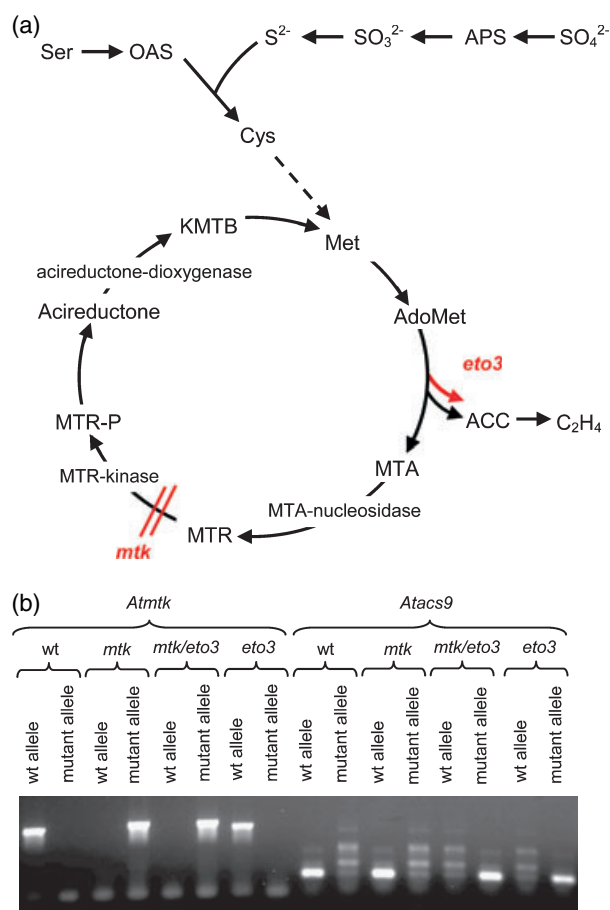 (a)
Ser OAS S²⁻ SO₃²⁻ APS SO₄²⁻
Cys
KMTB
Met
acireductone-dioxygenase
Acireductone
AdoMet
eto3
MTR-P
ACC C₂H₄
MTA
MTR-kinase
MTA-nucleosidase
mtk
MTR
(b)
Atmtk Atacs9
wt mtk mtk/eto3 eto3 wt mtk mtk/eto3 eto3
wt allele
mutant allele
wt allele
mutant allele
wt allele
mutant allele
wt allele
mutant allele
wt allele
mutant allele
wt allele
mutant allele
wt allele
mutant allele
wt allele
mutant allele